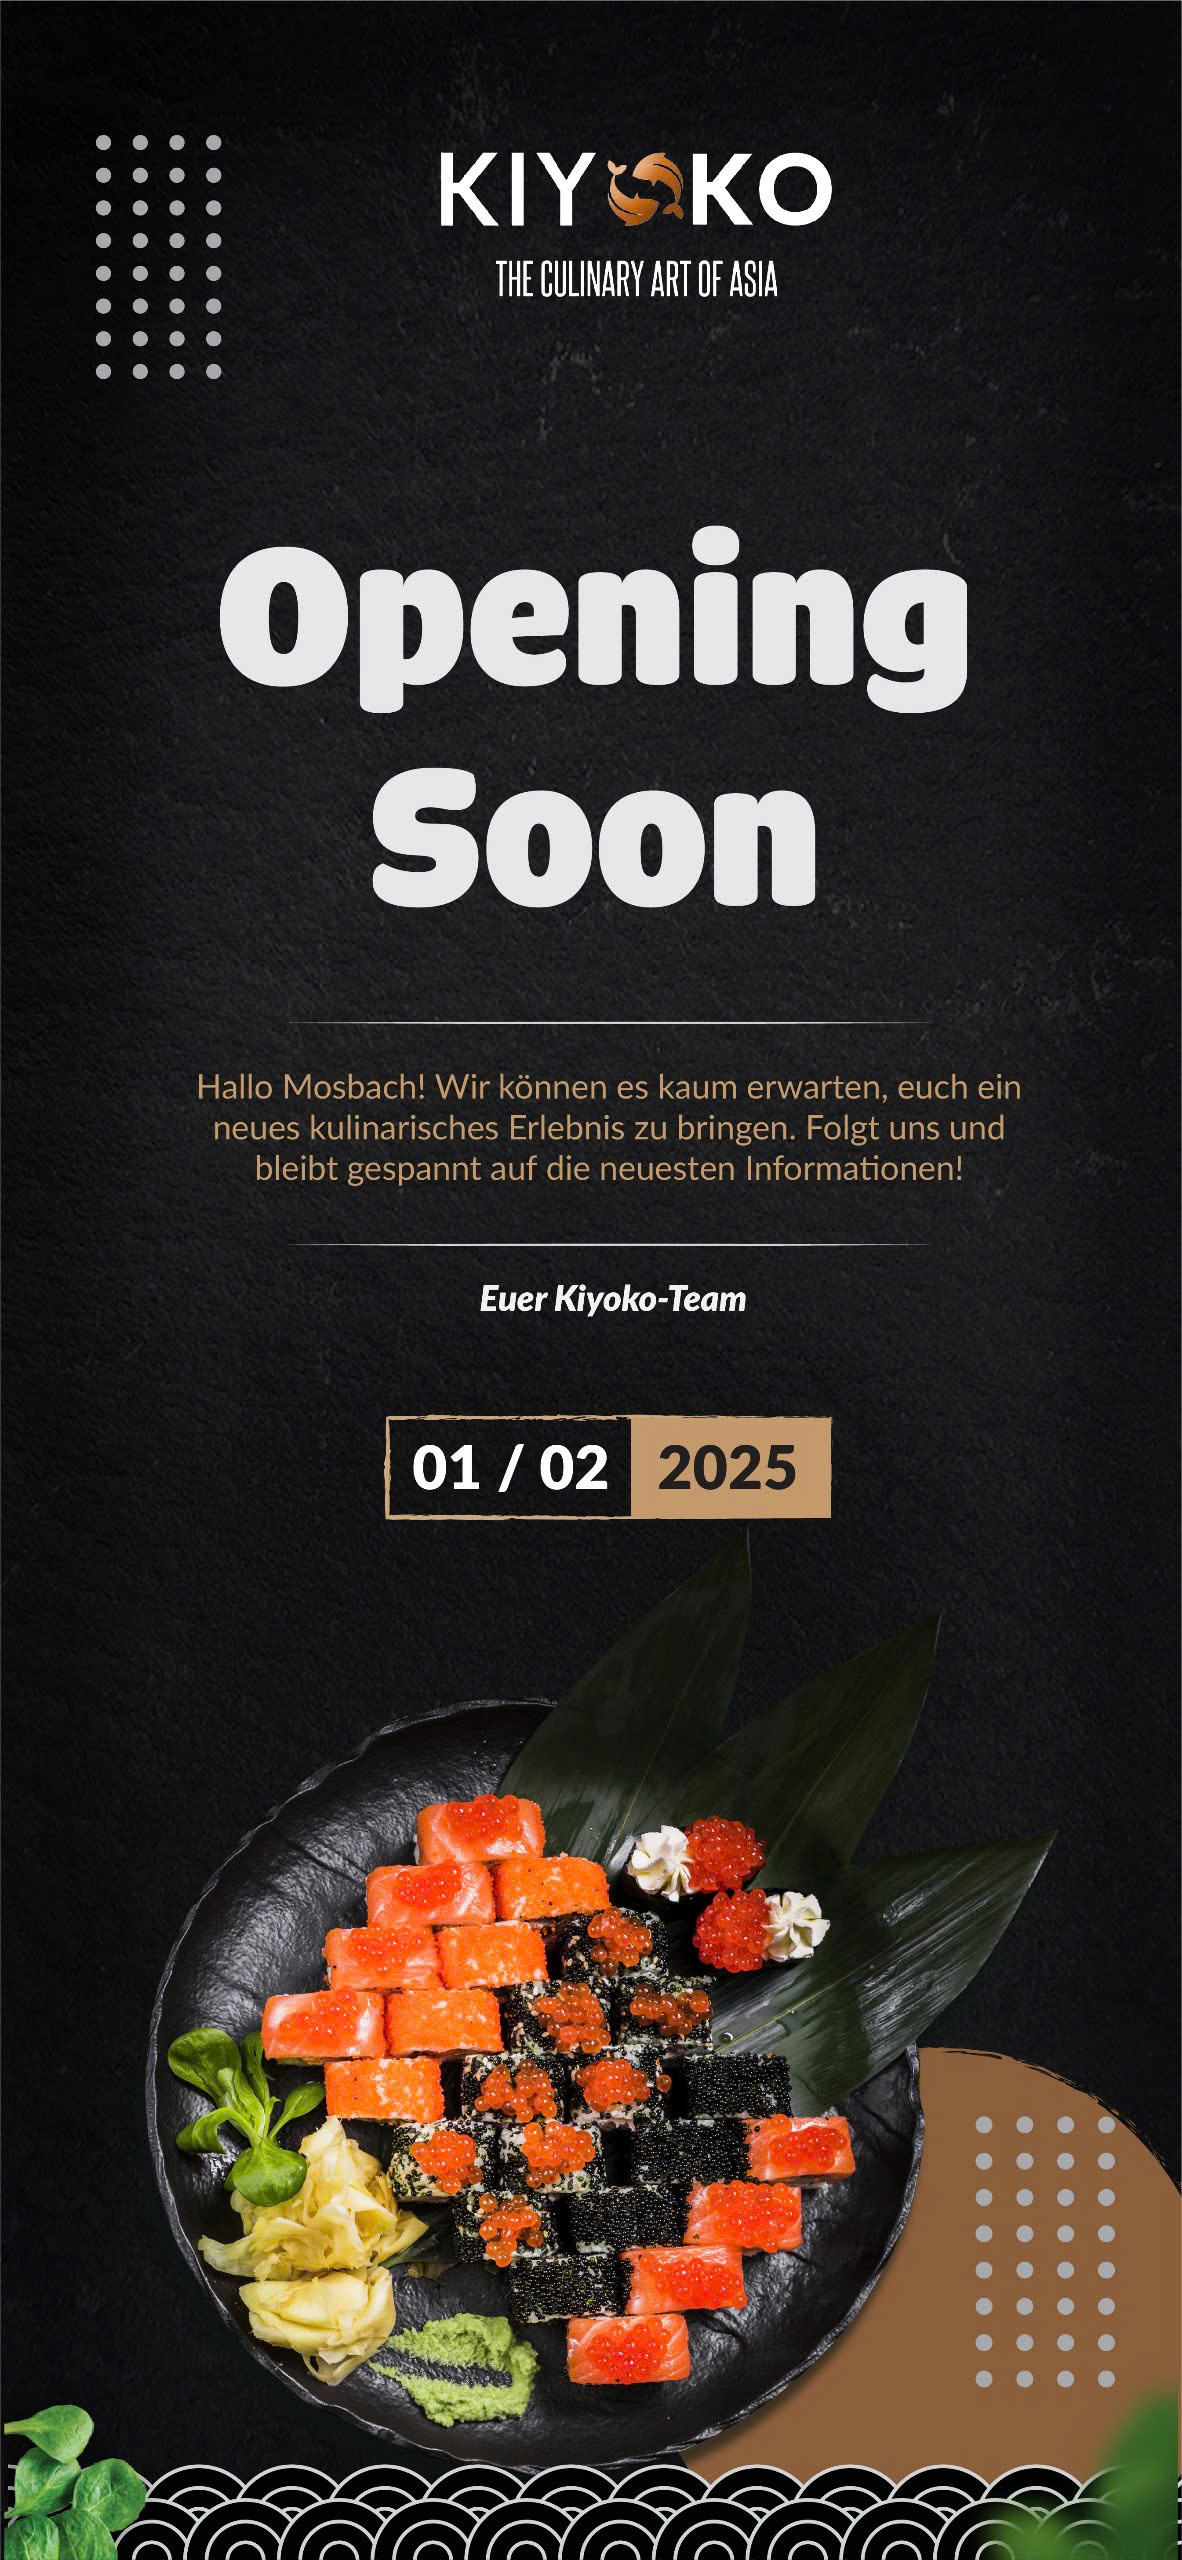 KIYOKO
THE CULINARY ART OF ASIA
Opening
Soon
Hallo Mosbach! Wir können es kaum erwarten, euch ein
neues kulinarisches Erlebnis zu bringen. Folgt uns und
bleibt gespannt auf die neuesten Informationen!
Euer Kiyoko-Team
01 / 02 2025